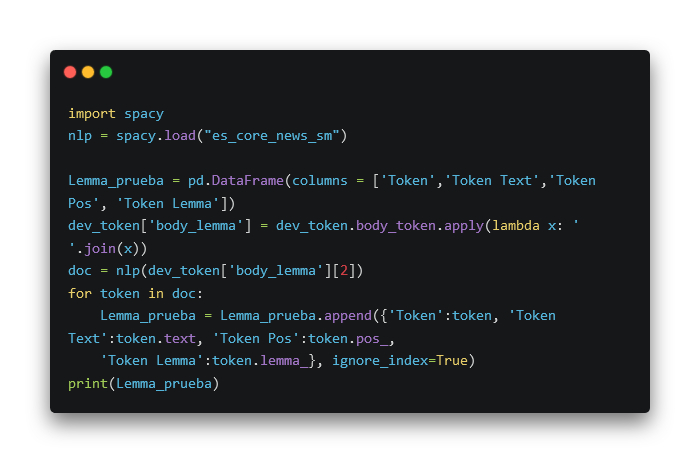 import spacy
nlp = spacy.load("es_core_news_sm")

Lemma_prueba = pd.DataFrame(columns = ['Token','Token Text','Token
Pos', 'Token Lemma'])
dev_token['body_lemma'] = dev_token.body_token.apply(lambda x: '
'.join(x))
doc = nlp(dev_token['body_lemma'][2])
for token in doc:
    Lemma_prueba = Lemma_prueba.append({'Token':token, 'Token
Text':token.text, 'Token Pos':token.pos_,
    'Token Lemma':token.lemma_}, ignore_index=True)
print(Lemma_prueba)